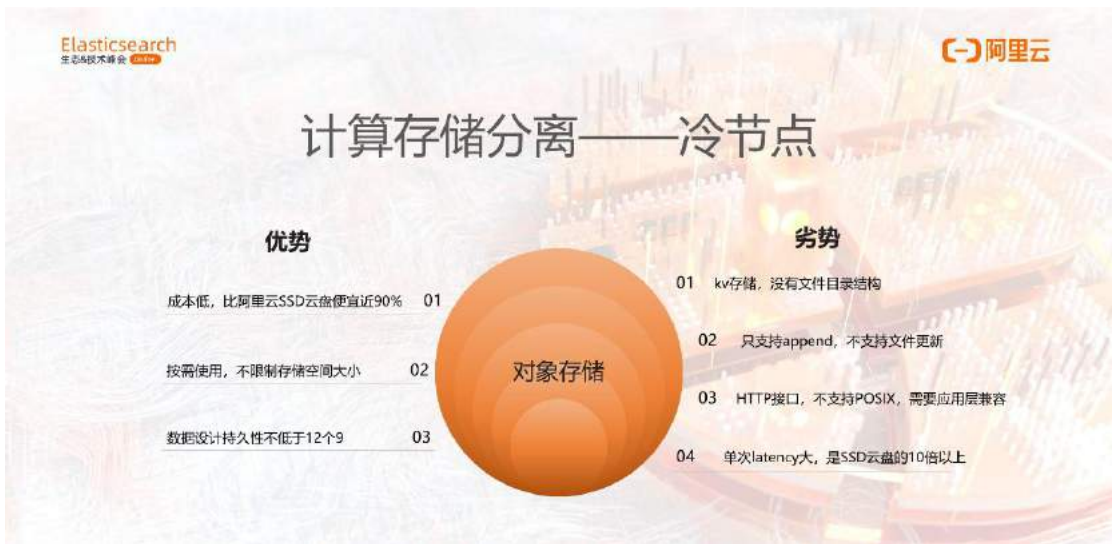 Elasticsearch
生态&技术峰会
阿里云
计算存储分离——冷节点
优势
成本低，比阿里云SSD云盘便宜近90% 01
按需使用，不限制存储空间大小 02
数据设计持久性不低于12个9 03
对象存储
劣势
01 kv存储，没有文件目录结构
02 只支持append，不支持文件更新
03 HTTP接口，不支持POSIX，需要应用层兼容
04 单次latency大，是SSD云盘的10倍以上